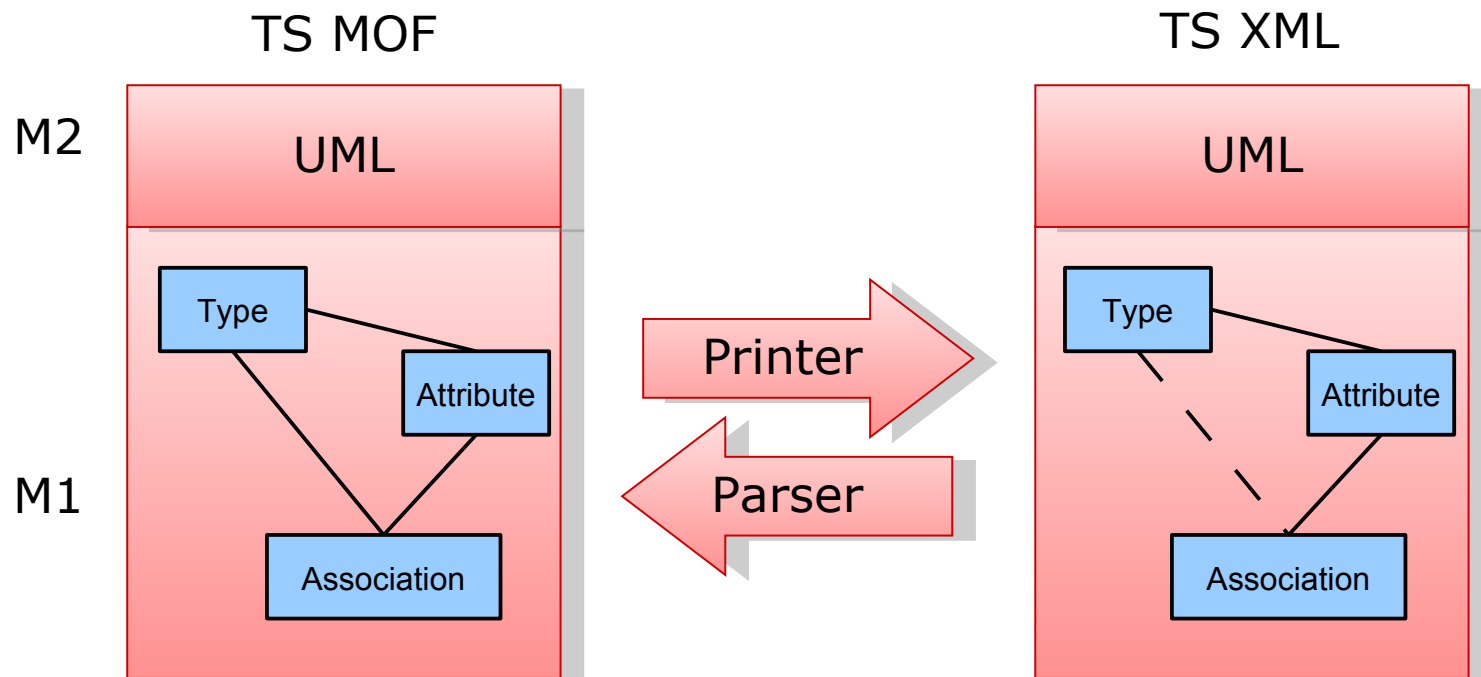 TS MOF
TS XML
M2
UML
UML
Type
Type
Printer
Attribute
Attribute
M1
Parser
Association
Association